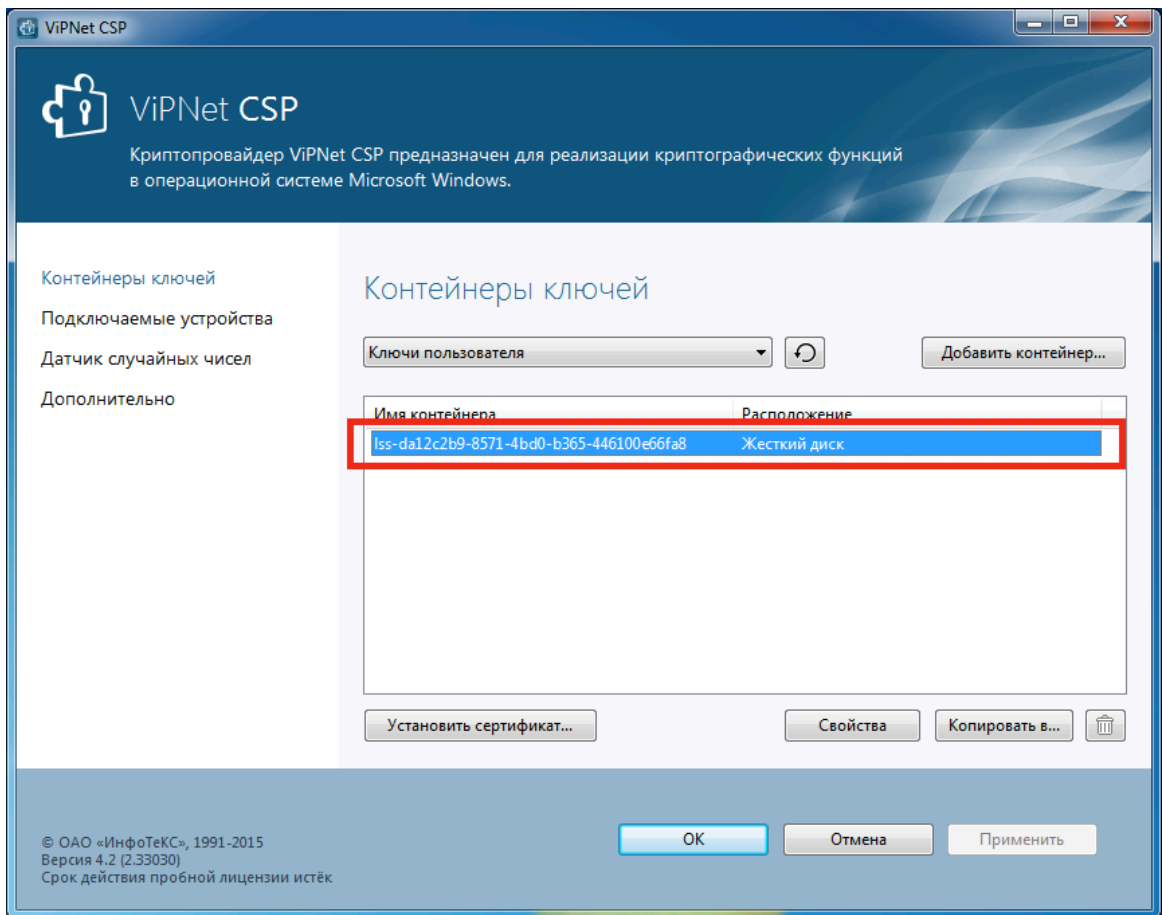 ViPNet CSP
ViPNet CSP
Криптопровайдер ViPNet CSP предназначен для реализации криптографических функций
в операционной системе Microsoft Windows.
Контейнеры ключей
Подключаемые устройства
Датчик случайных чисел
Дополнительно
Контейнеры ключей
Ключи пользователя
Добавить контейнер...
Имя контейнера Расположение
lss-da12c2b9-8571-4bd0-b365-446100e66fa8 Жесткий диск
Установить сертификат...
Свойства
Копировать в...
© ОАО «ИнфоТеКС», 1991-2015
Версия 4.2 (2.33030)
Срок действия пробной лицензии истёк
OK
Отмена
Применить